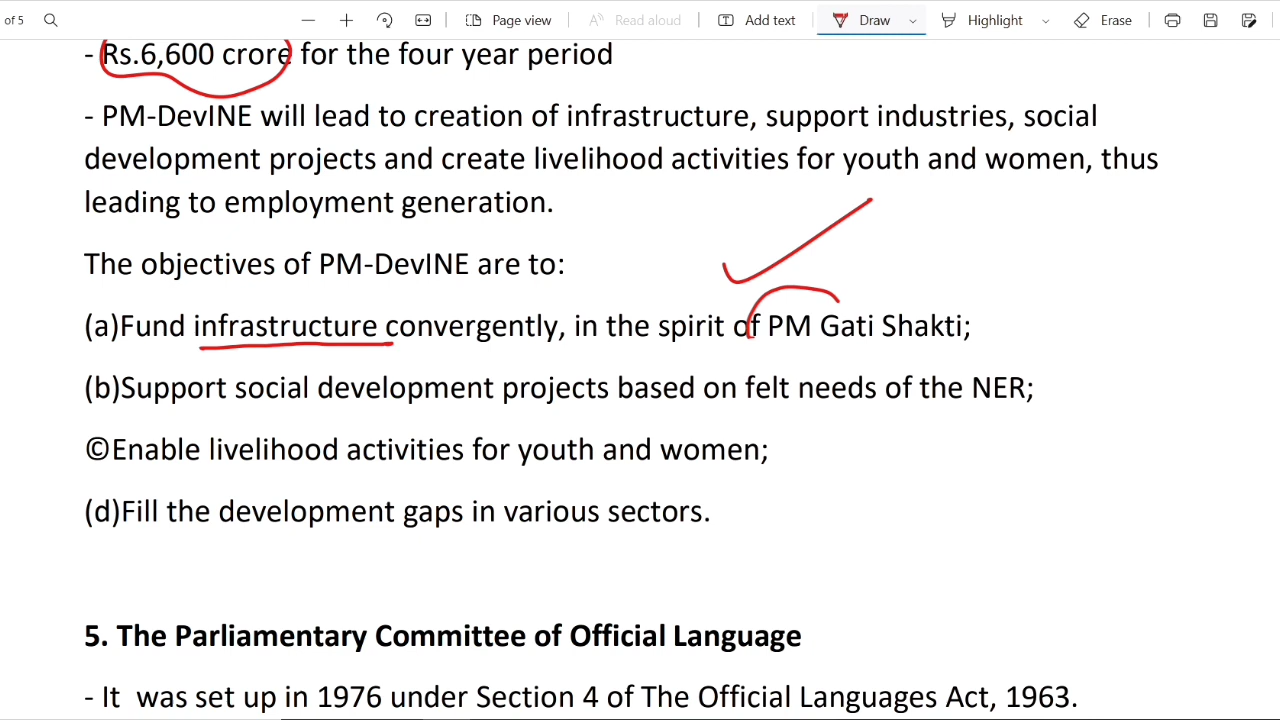 of 5
Page view
Read aloud
Add text
Draw
Highlight
Erase
- Rs.6,600 crore for the four year period
- PM-DevINE will lead to creation of infrastructure, support industries, social
development projects and create livelihood activities for youth and women, thus
leading to employment generation.
The objectives of PM-DevINE are to:
(a)Fund infrastructure convergently, in the spirit of PM Gati Shakti;
(b)Support social development projects based on felt needs of the NER;
©Enable livelihood activities for youth and women;
(d)Fill the development gaps in various sectors.
5. The Parliamentary Committee of Official Language
- It  was set up in 1976 under Section 4 of The Official Languages Act, 1963.